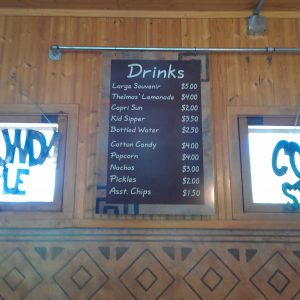 Drinks
Large Souvenir $5.00
Thelmas' Lemonade $4.00
Capri Sun $2.00
Kid Sipper $3.50
Bottled Water $2.50
Cotton Candy $4.00
Popcorn $4.00
Nachos $3.00
Pickles $2.00
Asst. Chips $1.50